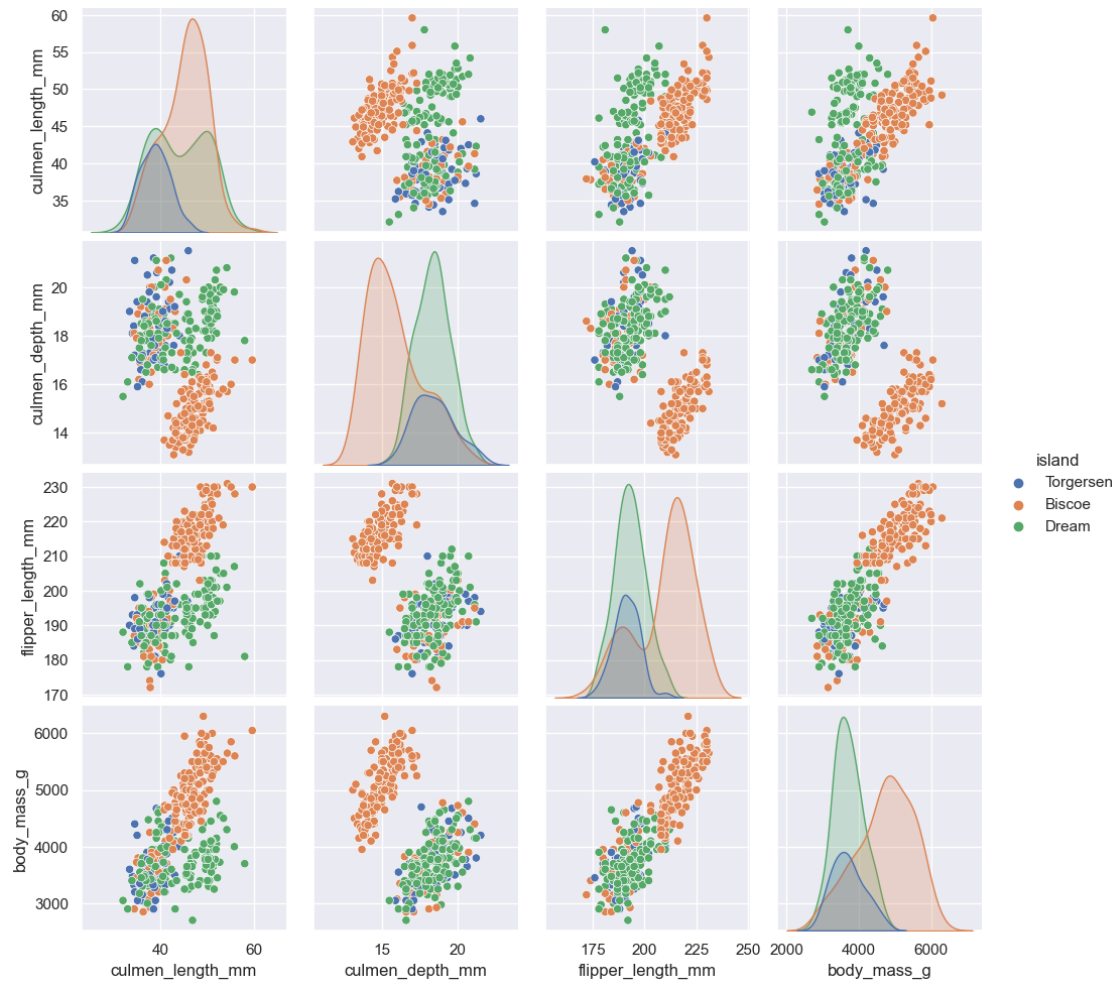 60
55
50
45
40
35
culmen_length_mm
20
18
16
14
culmen_depth_mm
230
220
210
200
190
180
170
flipper_length_mm
6000
5000
4000
3000
body_mass_g
40 60
culmen_length_mm
15 20
culmen_depth_mm
175 200 225 250
flipper_length_mm
2000 4000 6000
body_mass_g
island
Torgersen
Biscoe
Dream